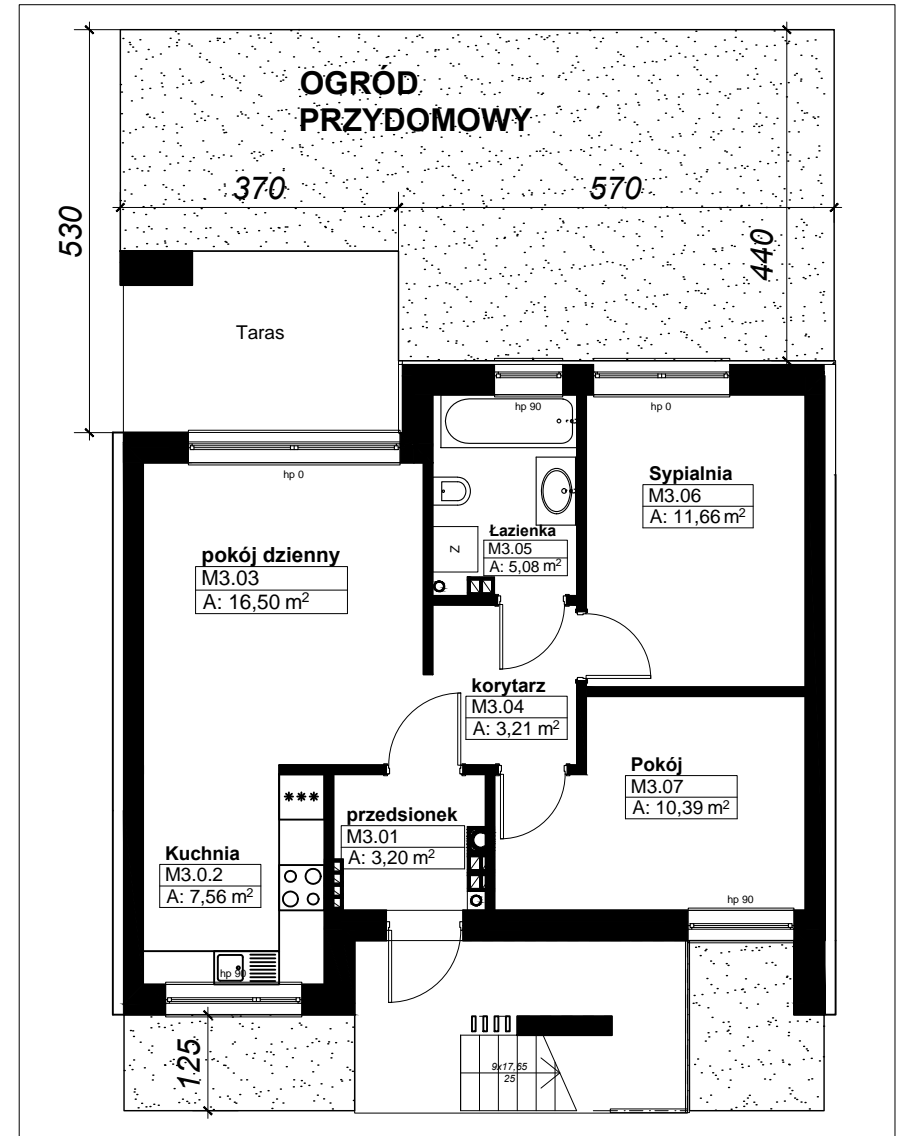 OGRÓD
PRZYDOMOWY
370
570
530
440
Taras
hp 90
hp 0
hp 0
Sypialnia
M3.06
A: 11,66 m²
Łazienka
M3.05
A: 5,08 m²
Z
pokój dzienny
M3.03
A: 16,50 m²
korytarz
M3.04
A: 3,21 m²
Pokój
M3.07
A: 10,39 m²
***
przedsionek
M3.01
A: 3,20 m²
Kuchnia
M3.0.2
A: 7,56 m²
hp 90
hp 90
125
9x17,65
25